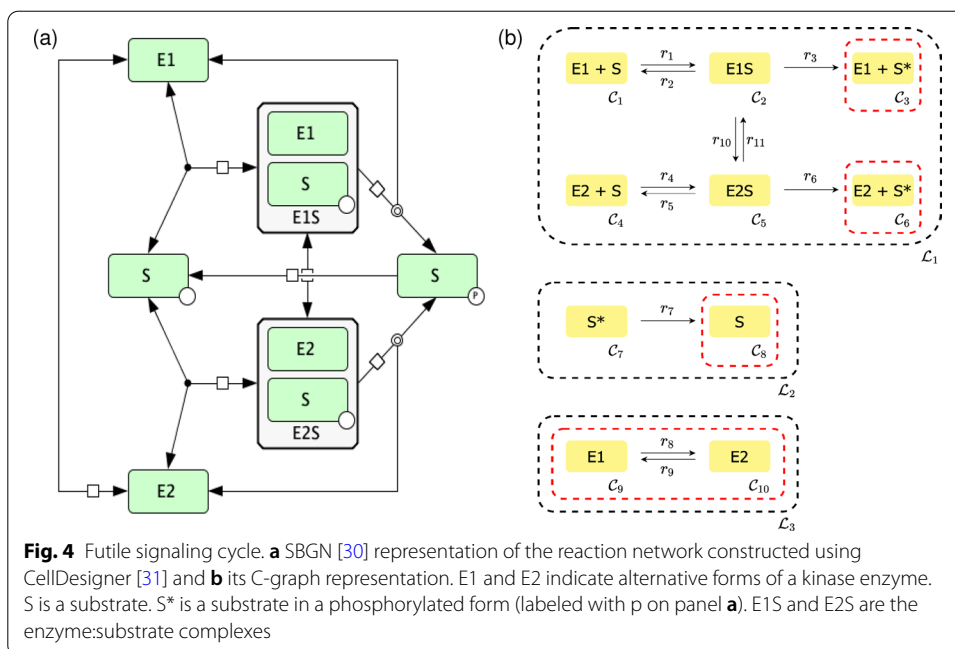 (a)
E1
E1
S
E1S
S
S
P
E2
S
E2S
E2
(b)
E1 + S
r1
r2
E1S
r3
E1 + S*
C1
C2
C3
r10
r11
E2 + S
r4
r5
E2S
r6
E2 + S*
C4
C5
C6
L1
S*
r7
S
C7
C8
L2
E1
r8
r9
E2
C9
C10
L3
Fig. 4 Futile signaling cycle. a SBGN [30] representation of the reaction network constructed using
CellDesigner [31] and b its C-graph representation. E1 and E2 indicate alternative forms of a kinase enzyme.
S is a substrate. S* is a substrate in a phosphorylated form (labeled with p on panel a). E1S and E2S are the
enzyme:substrate complexes